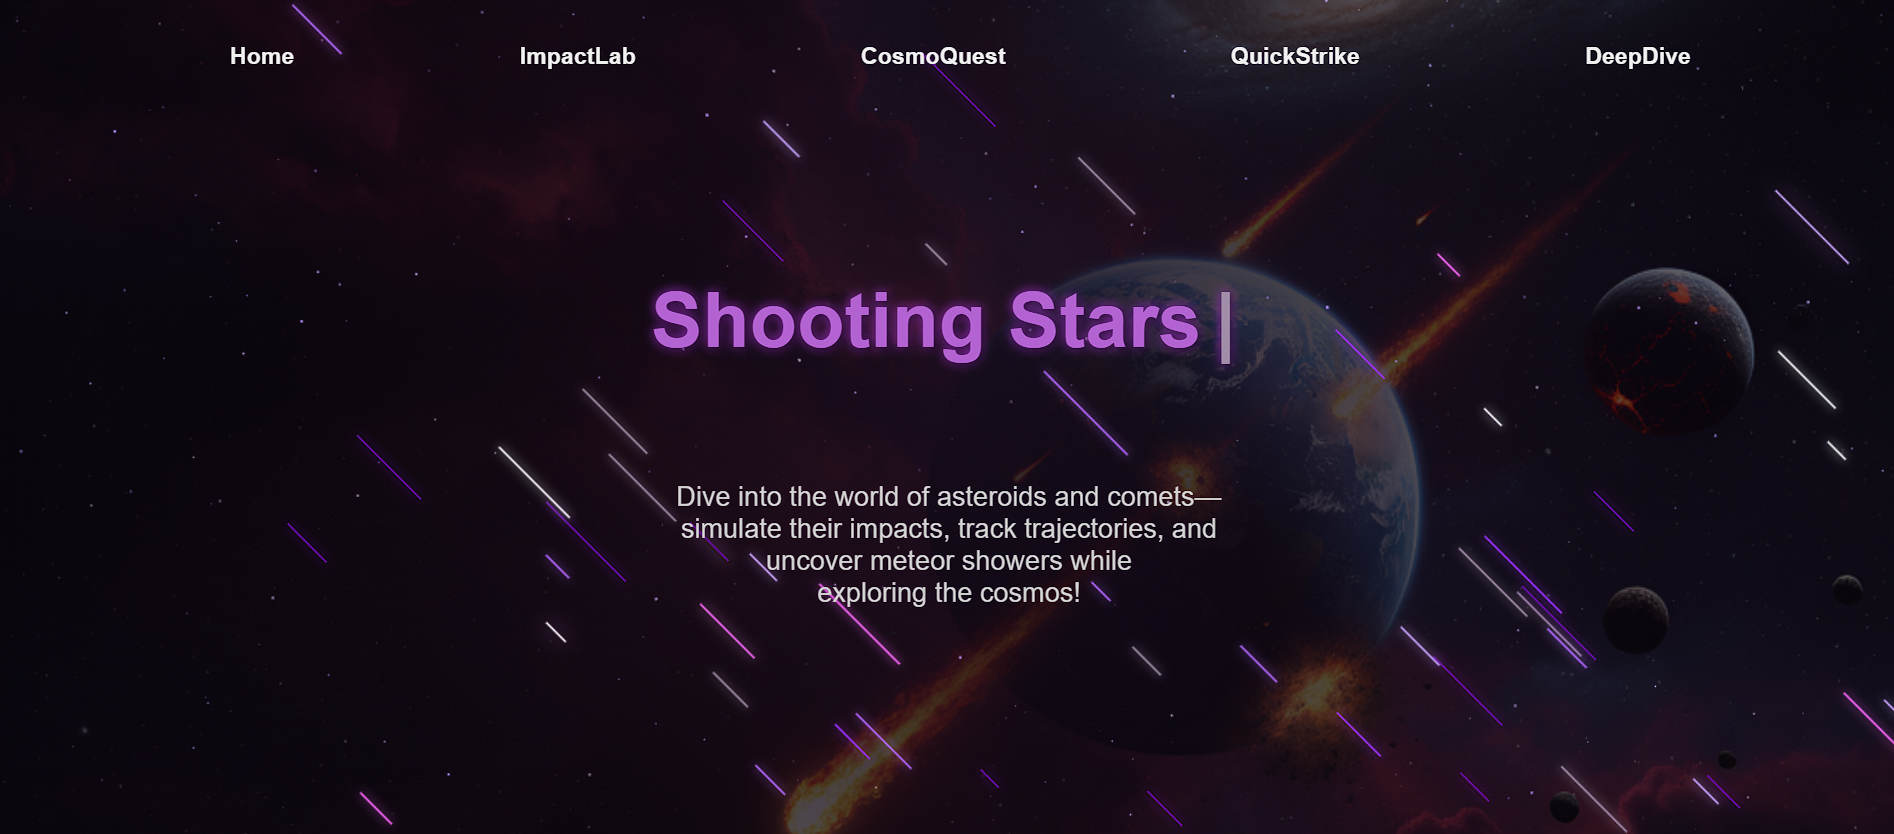 Home ImpactLab CosmoQuest QuickStrike DeepDive
Shooting Stars |
Dive into the world of asteroids and comets—
simulate their impacts, track trajectories, and
uncover meteor showers while
exploring the cosmos!